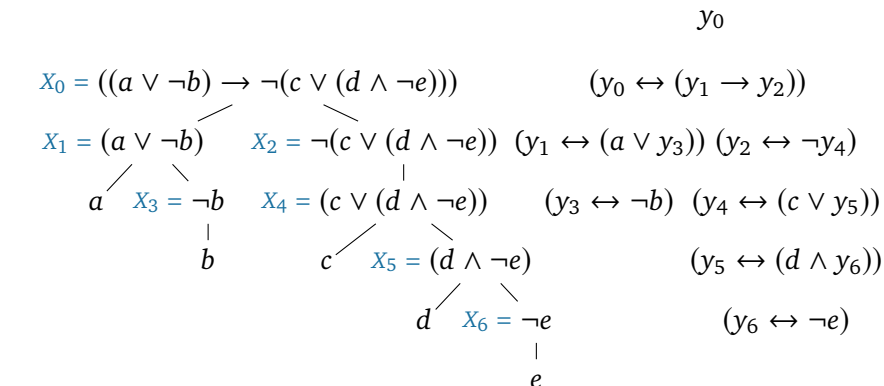 y₀
X₀ = ((a ∨ ¬b) → ¬(c ∨ (d ∧ ¬e))) (y₀ ↔ (y₁ → y₂))
X₁ = (a ∨ ¬b) X₂ = ¬(c ∨ (d ∧ ¬e)) (y₁ ↔ (a ∨ y₃)) (y₂ ↔ ¬y₄)
a X₃ = ¬b X₄ = (c ∨ (d ∧ ¬e)) (y₃ ↔ ¬b) (y₄ ↔ (c ∨ y₅))
b c X₅ = (d ∧ ¬e) (y₅ ↔ (d ∧ y₆))
d X₆ = ¬e (y₆ ↔ ¬e)
e